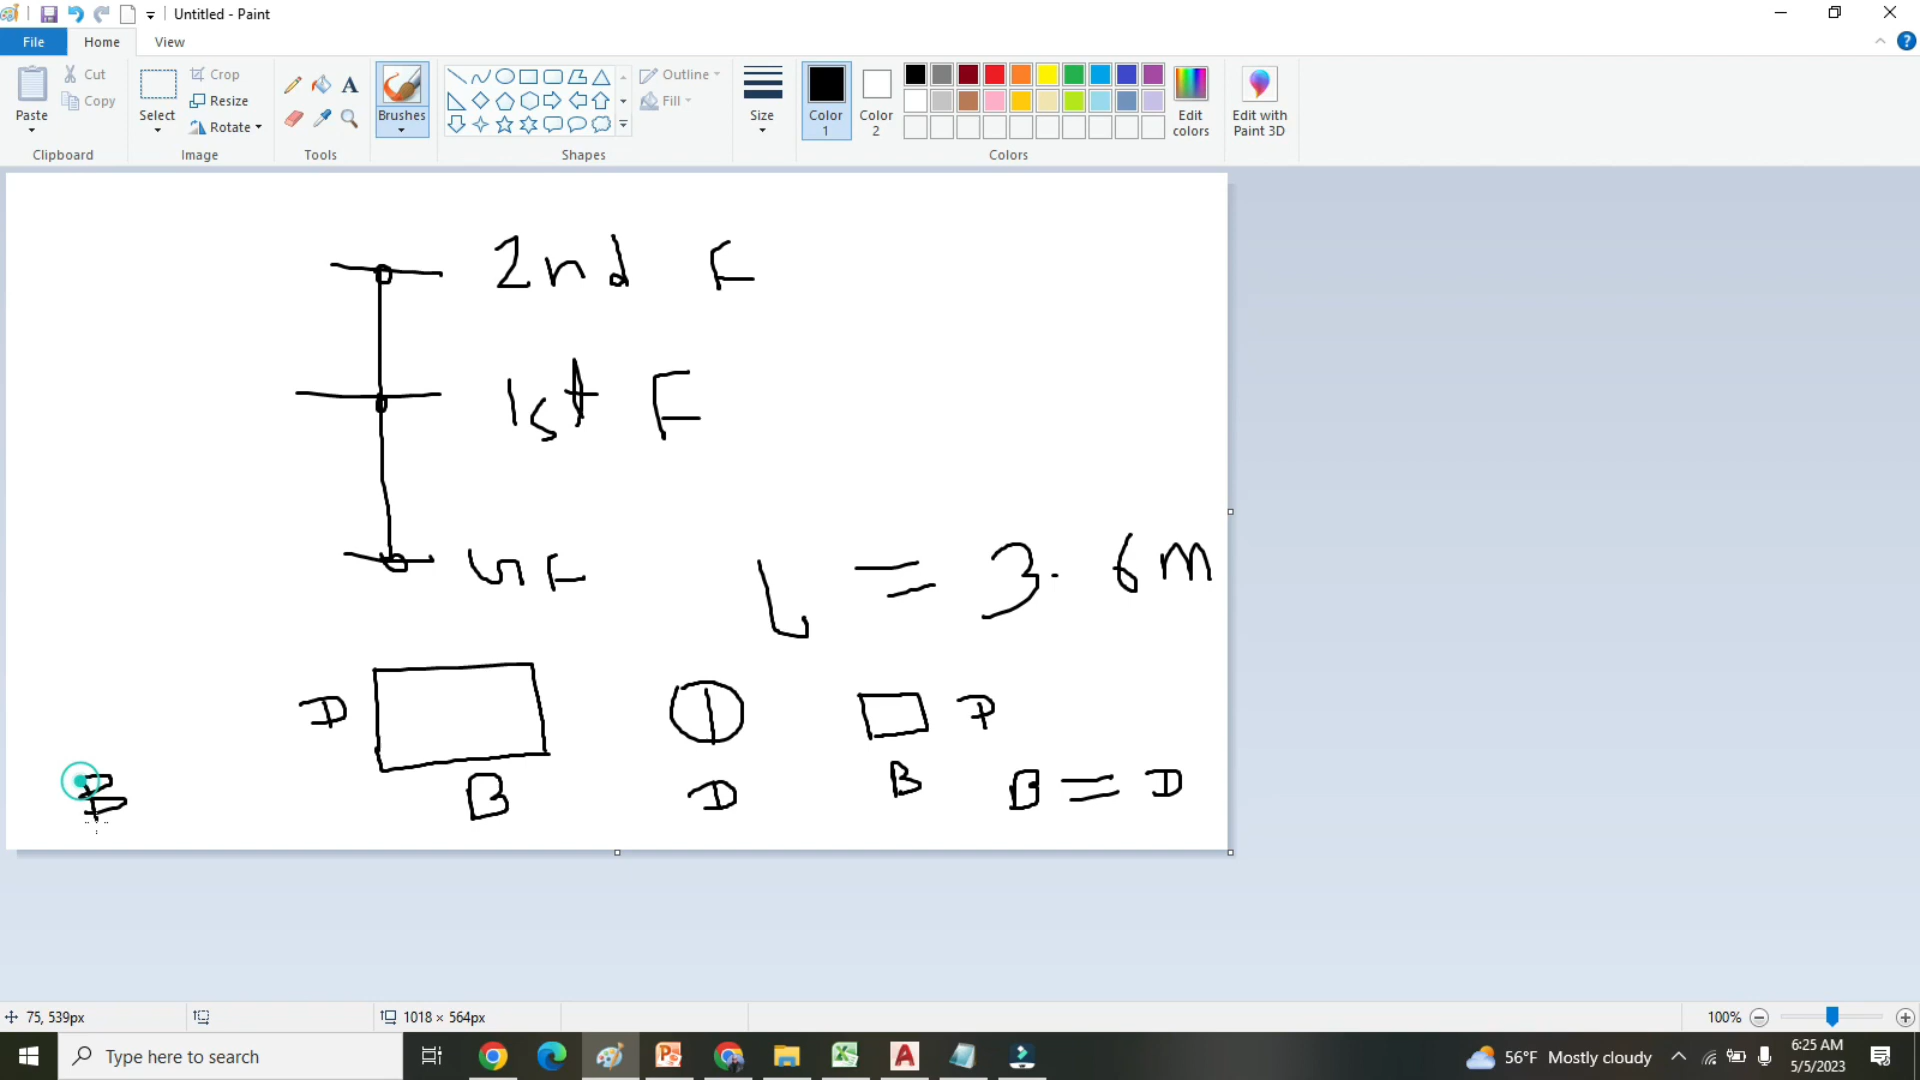 Untitled - Paint
File Home View
Paste
Cut
Copy
Clipboard
Select
Crop
Resize
Rotate
Image
Tools
Brushes
Shapes
Outline
Fill
Size
Color 1
Color 2
Edit colors
Colors
Edit with Paint 3D
2nd F
1st F
GF
L = 3.6m
D
D
B
D
B
B = D
75, 539px
1018 × 564px
100%
Type here to search
56°F Mostly cloudy
6:25 AM
5/5/2023